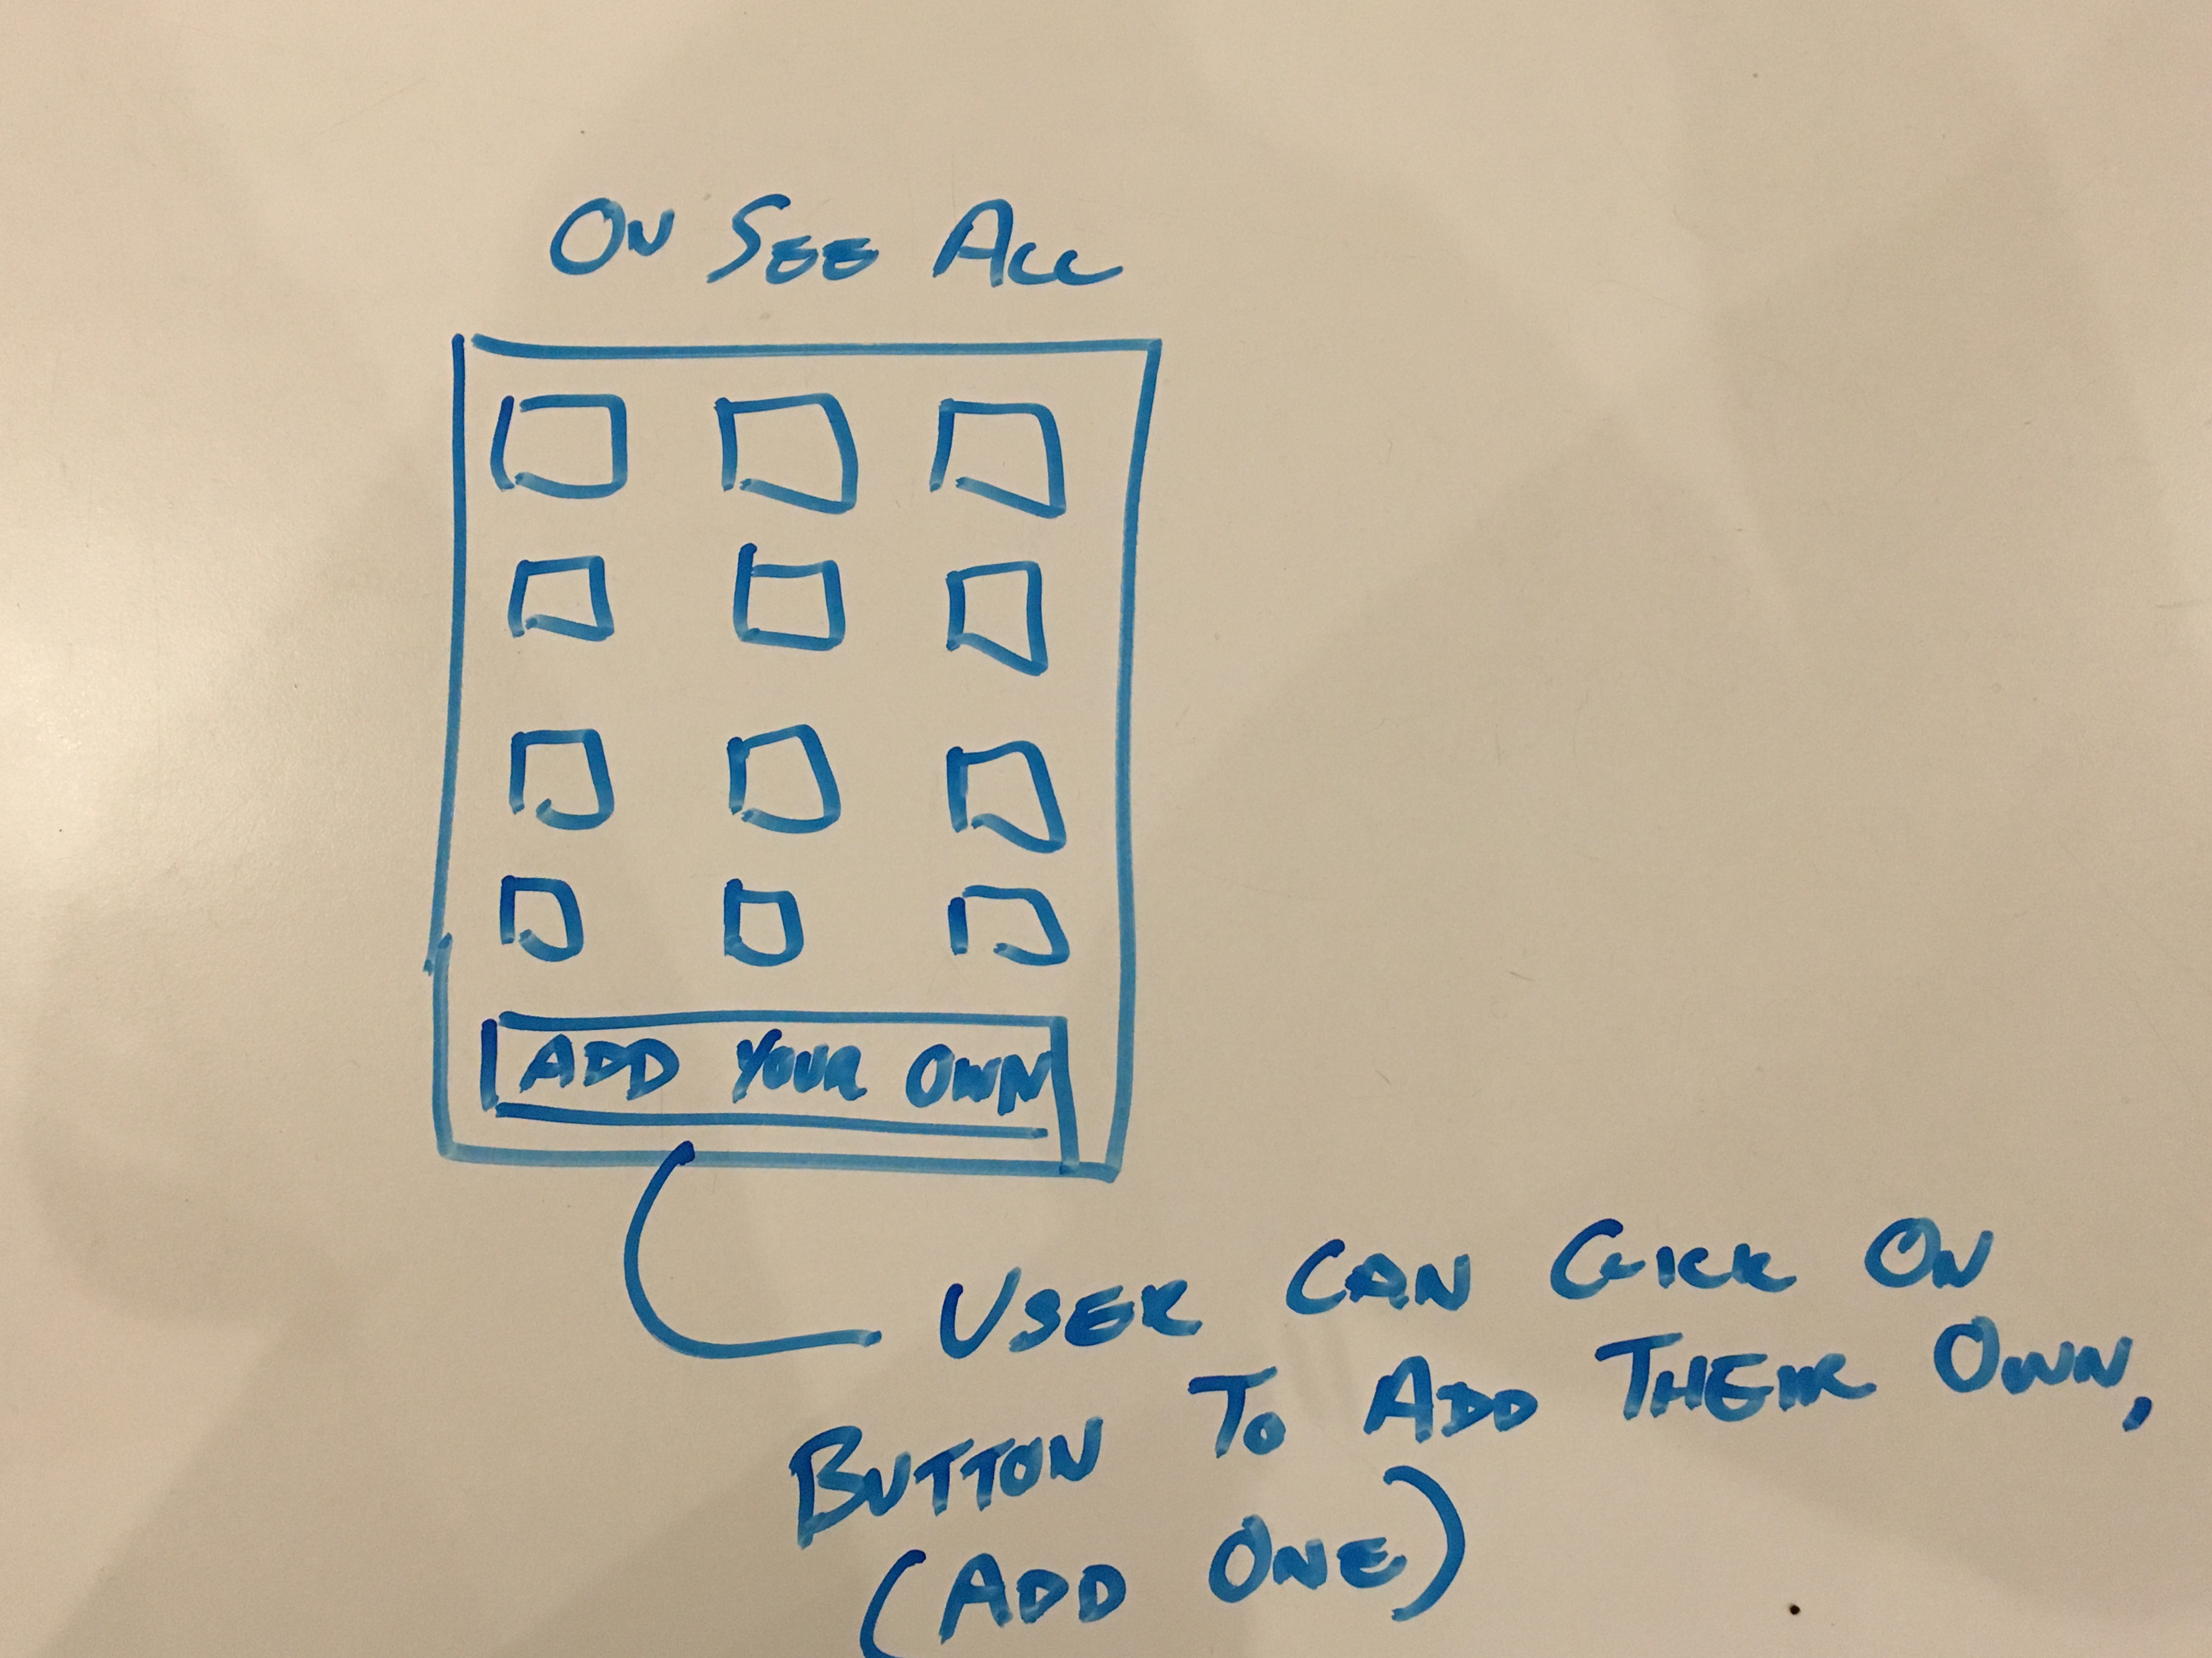 ON SEE ALL
ADD YOUR OWN
USER CAN CLICK ON
BUTTON TO ADD THEIR OWN,
(ADD ONE)